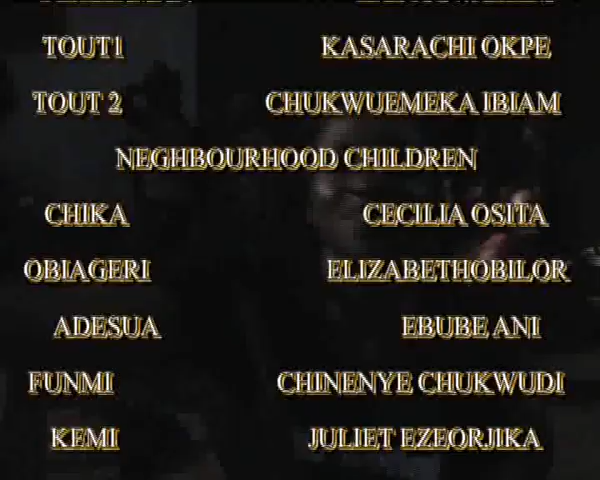 TOUT1 KASARACHI OKPE
TOUT 2 CHUKWUEMEKA IBIAM
NEGHBOURHOOD CHILDREN
CHIKA CECILIA OSITA
OBIAGERI ELIZABETHOBILOR
ADESUA EBUBE ANI
FUNMI CHINENYE CHUKWUDI
KEMI JULIET EZEORJIKA